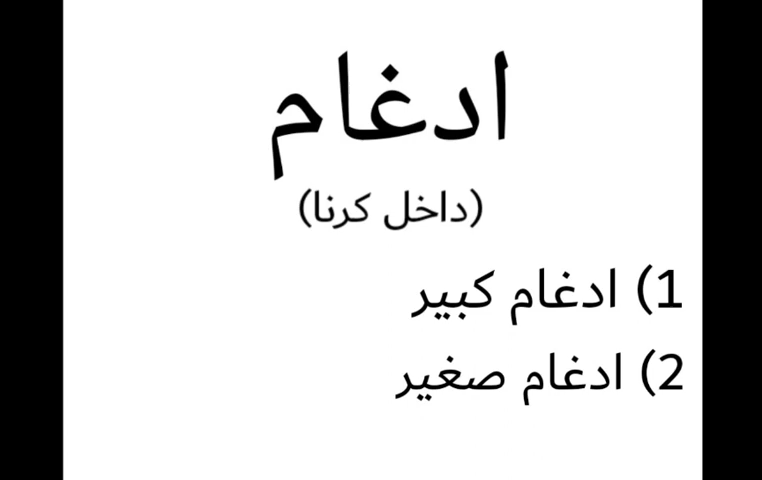 ادغام
(داخل کرنا)
1) ادغام کبیر
2) ادغام صغیر